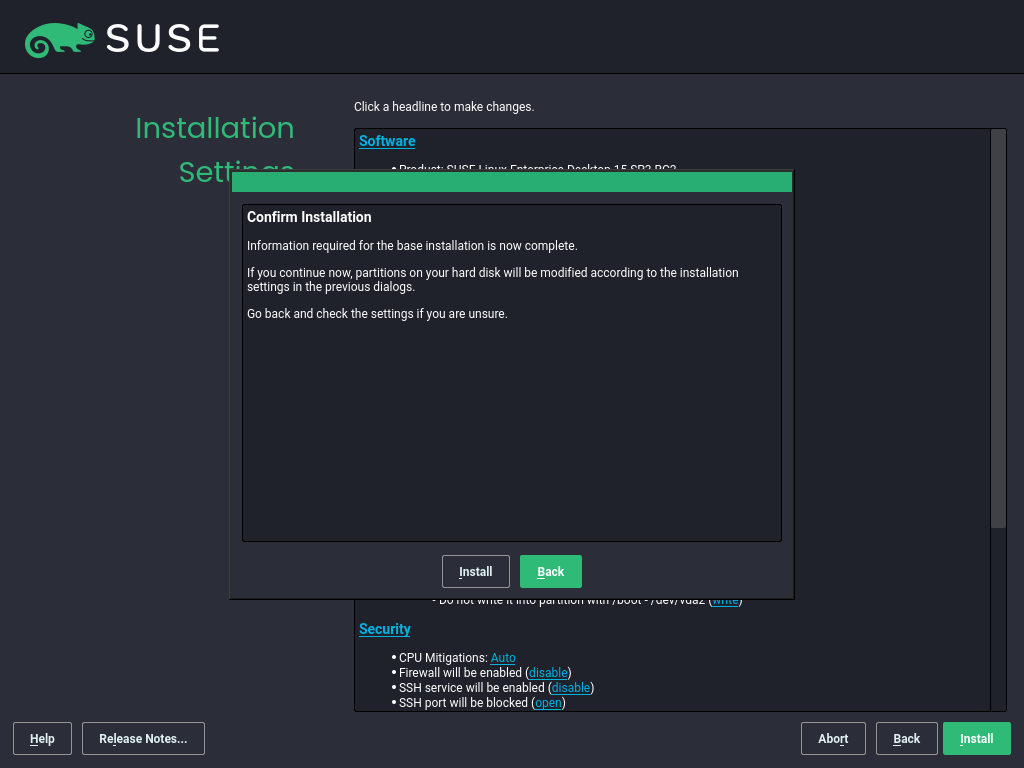 SUSE
Click a headline to make changes.
Installation
Settings
Software
• Product: SUSE Linux Enterprise Desktop 15 SP2 RC2
Confirm Installation
Information required for the base installation is now complete.
If you continue now, partitions on your hard disk will be modified according to the installation
settings in the previous dialogs.
Go back and check the settings if you are unsure.
Install Back
- Do not write it into partition with /boot - /dev/vda2 (write)
Security
• CPU Mitigations: Auto
• Firewall will be enabled (disable)
• SSH service will be enabled (disable)
• SSH port will be blocked (open)
Help Release Notes... Abort Back Install